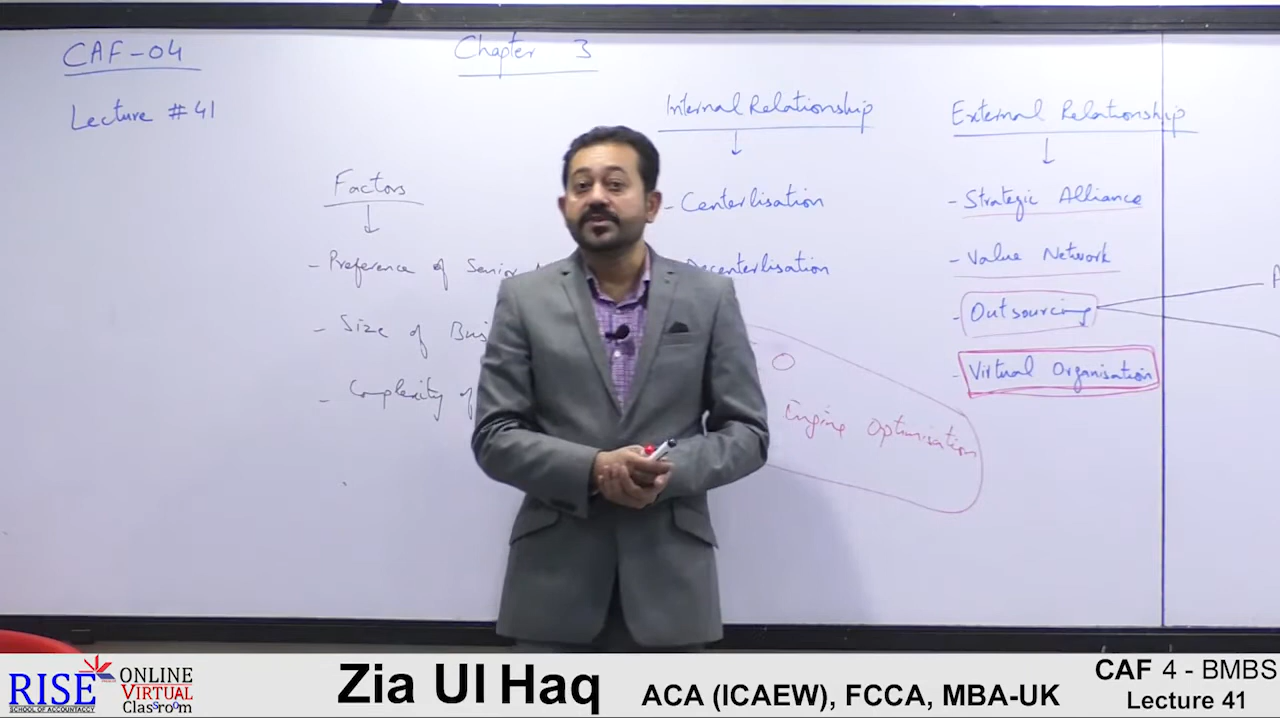 CAF-04
Chapter 3
Lecture #41
Internal Relationship
External Relationship
Factors
- Centerlisation
- Strategic Alliance
- Preference of Senior
Decenterlisation
- Value Network
- Size of Busi
- Outsourcing
- Virtual Organisation
- Complexity of
Engine Optimisation
RISE
SCHOOL OF ACCOUNTANCY
ONLINE
VIRTUAL
Classroom
Zia Ul Haq
ACA (ICAEW), FCCA, MBA-UK
CAF 4 - BMBS
Lecture 41